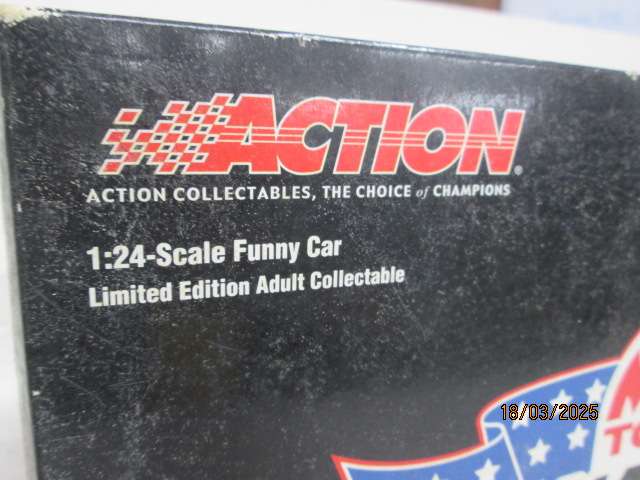 ACTION®
ACTION COLLECTABLES, THE CHOICE of CHAMPIONS
1:24-Scale Funny Car
Limited Edition Adult Collectable
18/03/2025